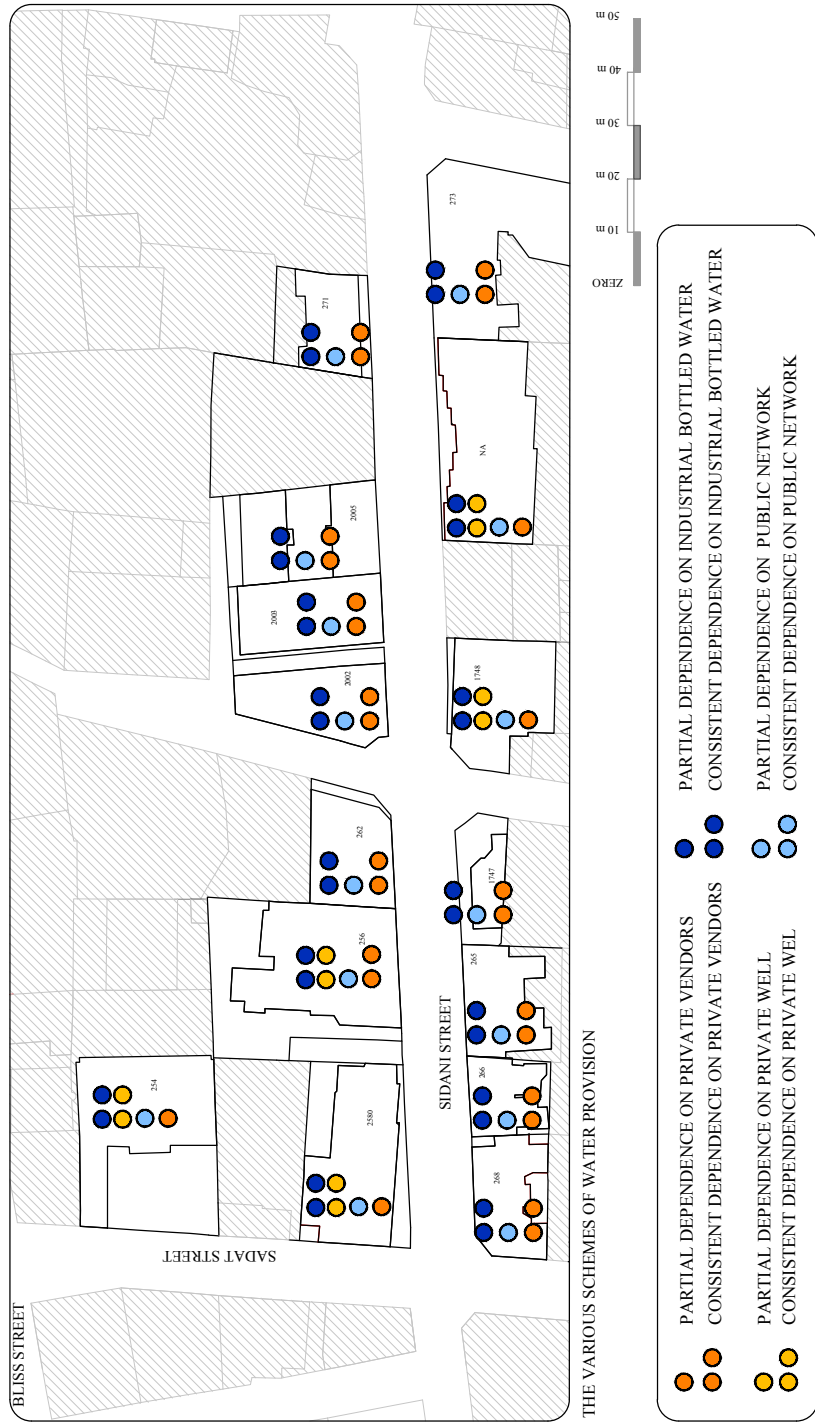 BLISS STREET
SADAT STREET
SIDANI STREET
254
2580
256
262
2002
2003
2005
271
268
266
265
1747
1748
NA
273
THE VARIOUS SCHEMES OF WATER PROVISION
ZERO
10 m
20 m
30 m
40 m
50 m
PARTIAL DEPENDENCE ON PRIVATE VENDORS
CONSISTENT DEPENDENCE ON PRIVATE VENDORS
PARTIAL DEPENDENCE ON PRIVATE WELL
CONSISTENT DEPENDENCE ON PRIVATE WEL
PARTIAL DEPENDENCE ON INDUSTRIAL BOTTLED WATER
CONSISTENT DEPENDENCE ON INDUSTRIAL BOTTLED WATER
PARTIAL DEPENDENCE ON PUBLIC NETWORK
CONSISTENT DEPENDENCE ON PUBLIC NETWORK